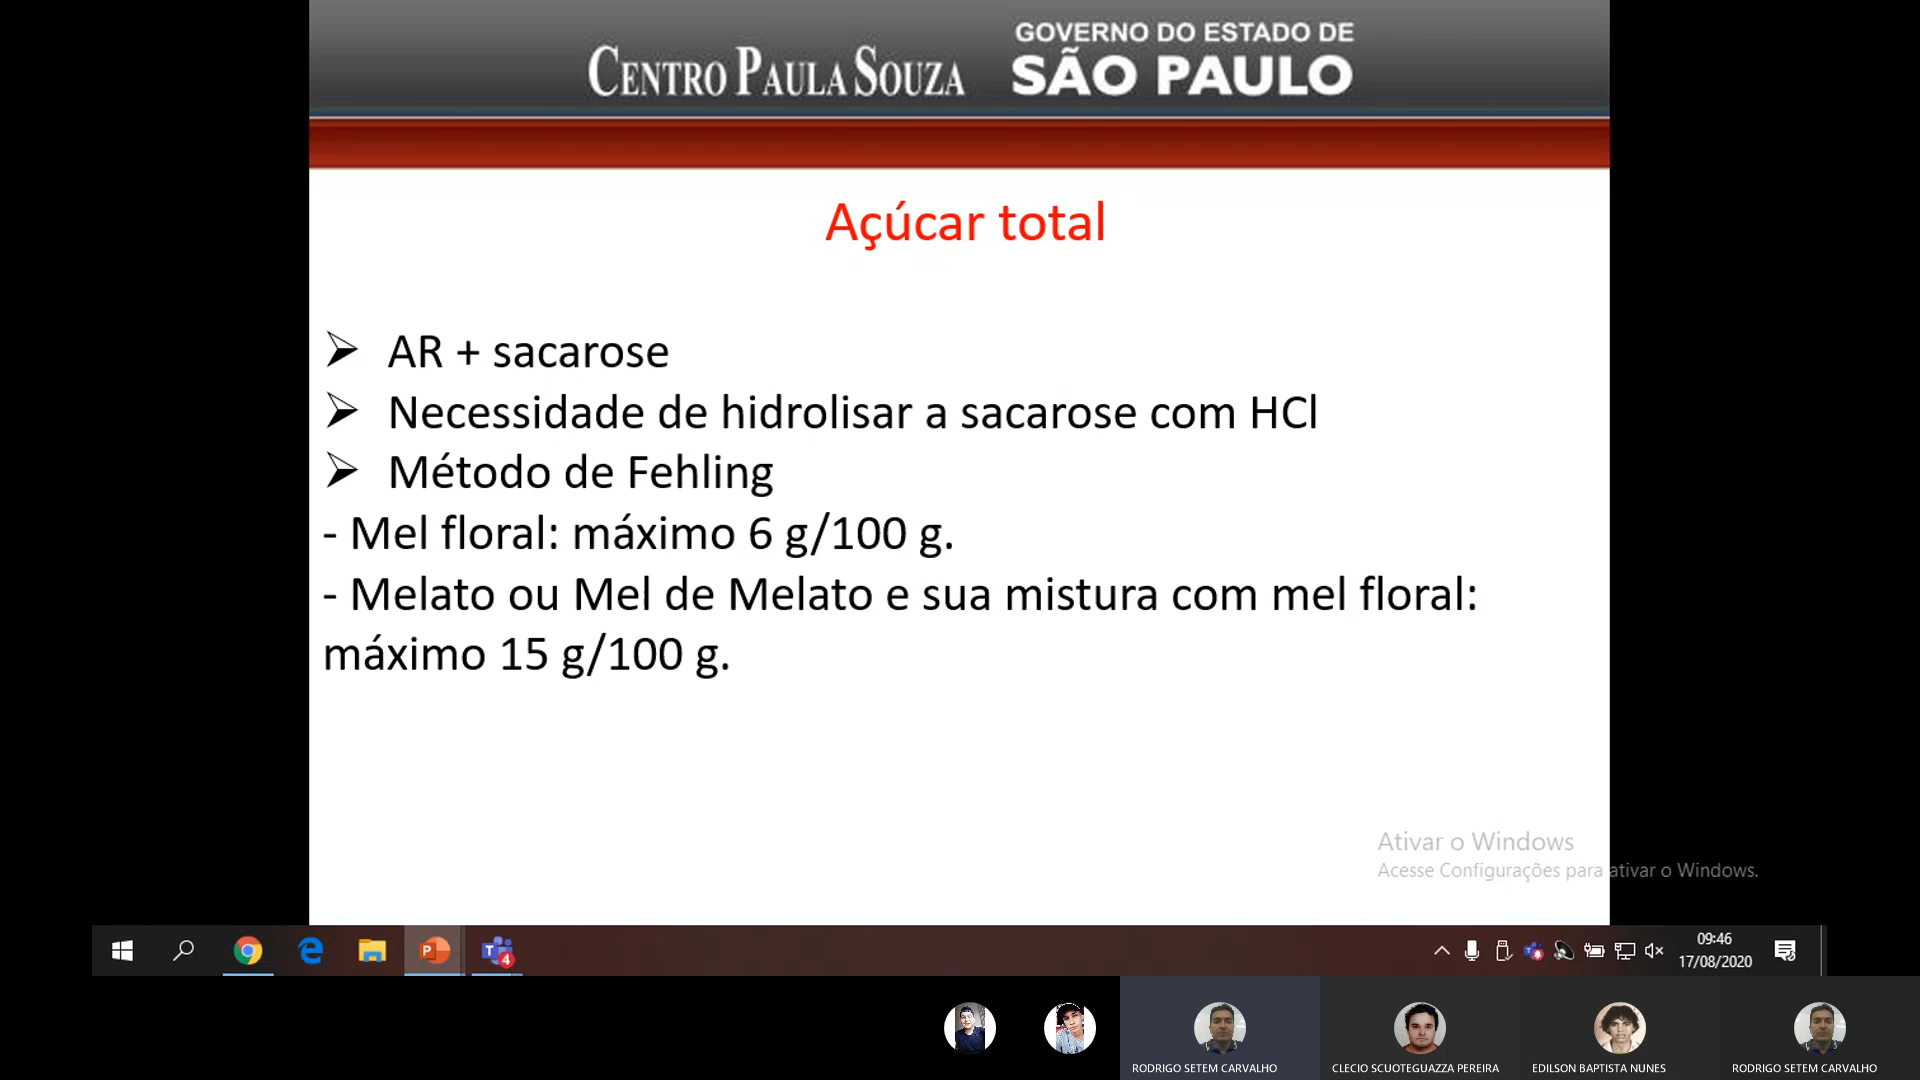 CENTRO PAULA SOUZA
GOVERNO DO ESTADO DE
SÃO PAULO
Açúcar total
➢ AR + sacarose
➢ Necessidade de hidrolisar a sacarose com HCl
➢ Método de Fehling
- Mel floral: máximo 6 g/100 g.
- Melato ou Mel de Melato e sua mistura com mel floral:
máximo 15 g/100 g.
Ativar o Windows
Acesse Configurações para ativar o Windows.
4
09:46
17/08/2020
RODRIGO SETEM CARVALHO
CLECIO SCUOTEGUAZZA PEREIRA
EDILSON BAPTISTA NUNES
RODRIGO SETEM CARVALHO